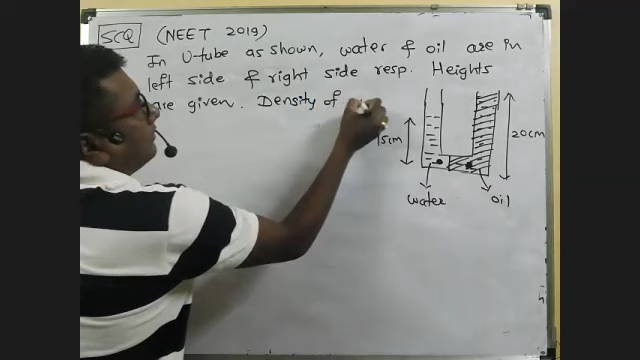 SCQ (NEET 2019)
In U-tube as shown, water & oil are in
left side & right side resp. Heights
are given. Density of
15cm
20cm
water
oil